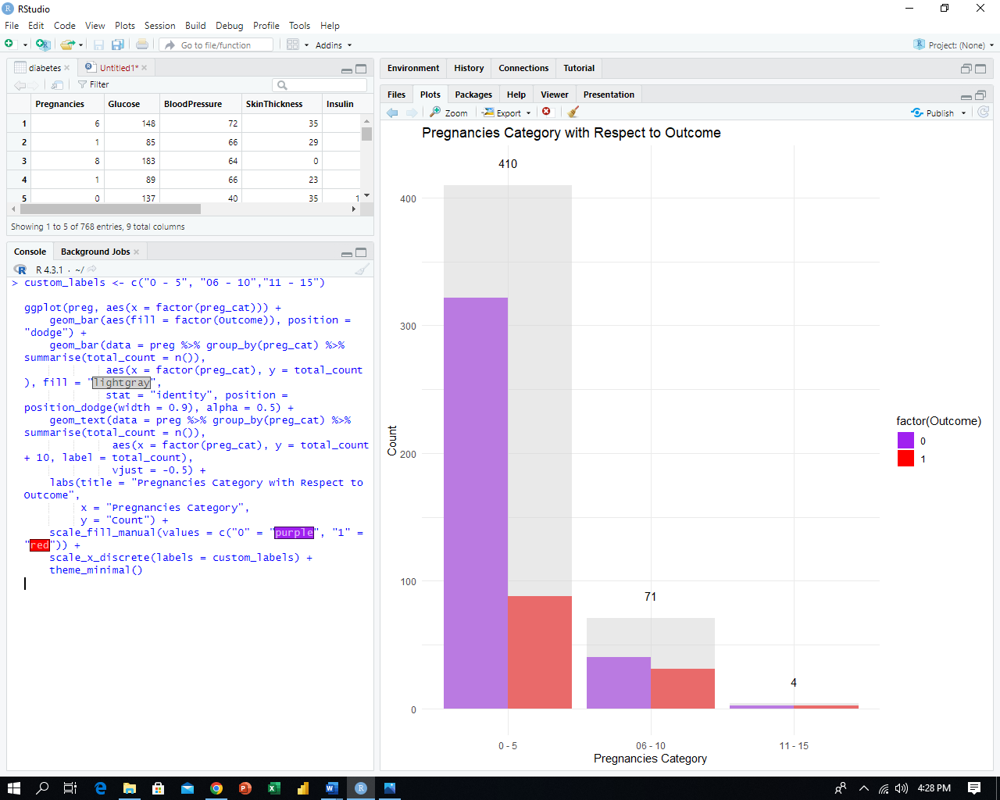 RStudio
File Edit Code View Plots Session Build Debug Profile Tools Help
Go to file/function Addins Project: (None)
diabetes Untitled1*
Filter
Pregnancies Glucose BloodPressure SkinThickness Insulin
1 6 148 72 35
2 1 85 66 29
3 8 183 64 0
4 1 89 66 23
5 0 137 40 35 1
Showing 1 to 5 of 768 entries, 9 total columns
Console Background Jobs
R R 4.3.1 · ~/
> custom_labels <- c("0 - 5", "06 - 10","11 - 15")
ggplot(preg, aes(x = factor(preg_cat))) +
geom_bar(aes(fill = factor(Outcome)), position =
"dodge") +
geom_bar(data = preg %>% group_by(preg_cat) %>%
summarise(total_count = n()),
aes(x = factor(preg_cat), y = total_count
), fill = "lightgray",
stat = "identity", position =
position_dodge(width = 0.9), alpha = 0.5) +
geom_text(data = preg %>% group_by(preg_cat) %>%
summarise(total_count = n()),
aes(x = factor(preg_cat), y = total_count
+ 10, label = total_count),
vjust = -0.5) +
labs(title = "Pregnancies Category with Respect to
Outcome",
x = "Pregnancies Category",
y = "Count") +
scale_fill_manual(values = c("0" = "purple", "1" =
"red")) +
scale_x_discrete(labels = custom_labels) +
theme_minimal()
Environment History Connections Tutorial
Files Plots Packages Help Viewer Presentation
Zoom Export Publish
Pregnancies Category with Respect to Outcome
410
400
300
Count
200
100
0
71
4
0 - 5 06 - 10 11 - 15
Pregnancies Category
factor(Outcome)
0
1
4:28 PM